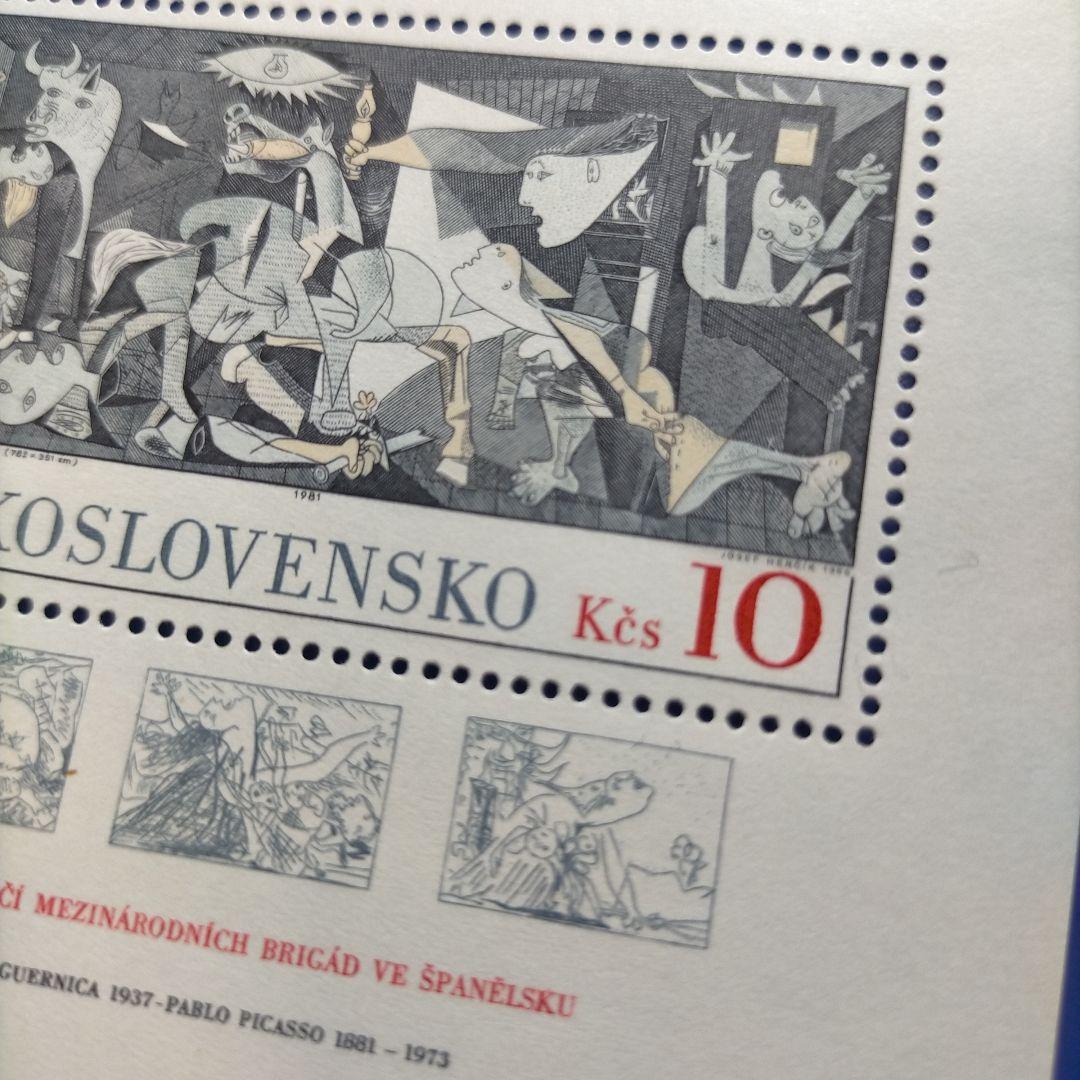 (782 × 351 cm)
1981
KOSLOVENSKO
Kčs 10
ČÍ MEZINÁRODNÍCH BRIGÁD VE ŠPANĚLSKU
GUERNICA 1937-PABLO PICASSO 1881 - 1973